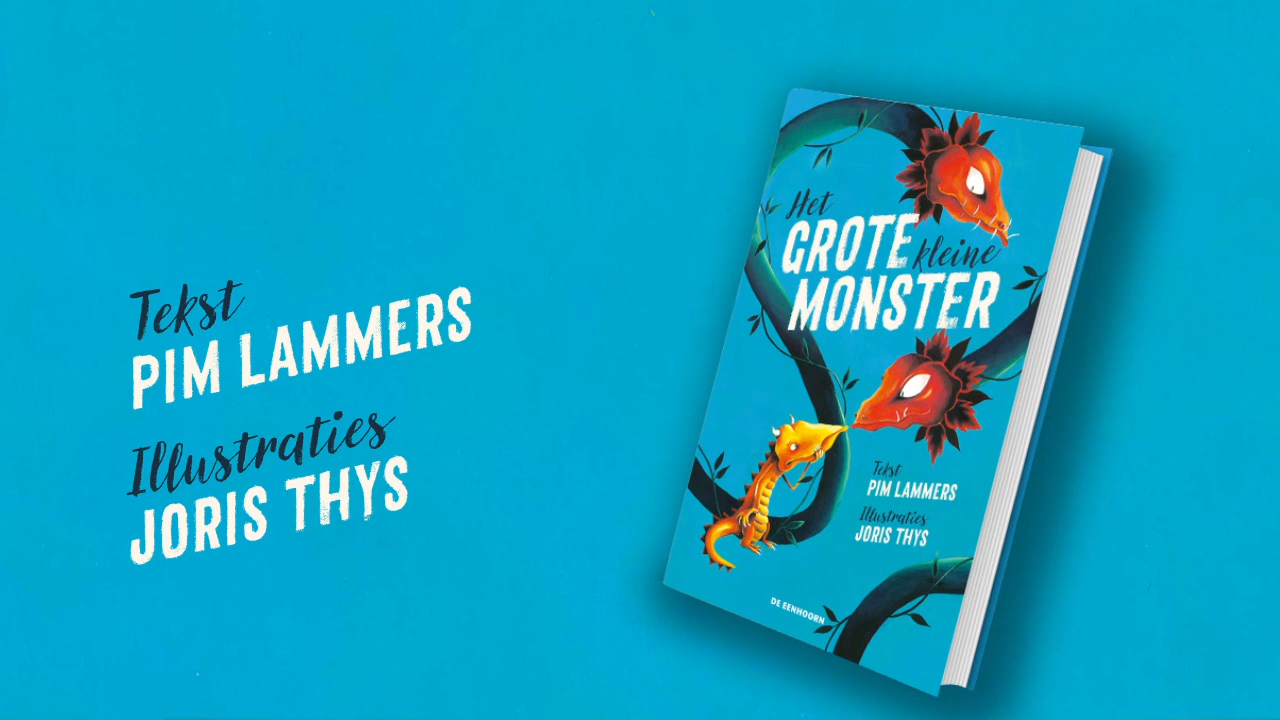 Tekst
PIM LAMMERS
Illustraties
JORIS THYS
Het
GROTE kleine
MONSTER
Tekst
PIM LAMMERS
Illustraties
JORIS THYS
DE EENHOORN